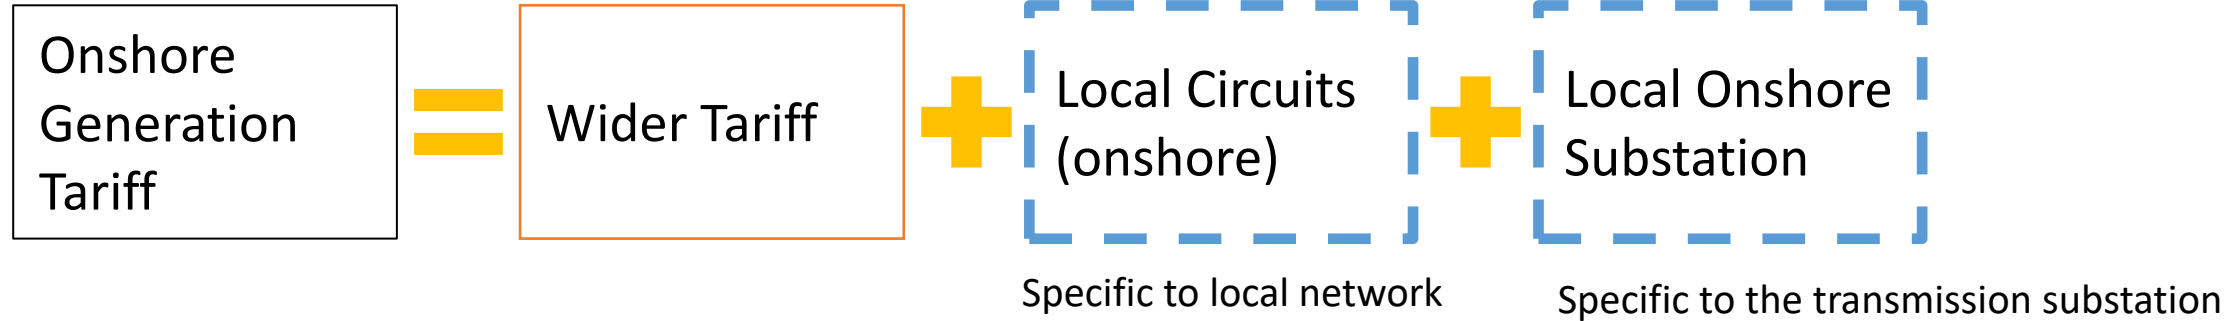 Onshore
Generation
Tariff
Wider Tariff
Local Circuits
(onshore)
Local Onshore
Substation
Specific to local network
Specific to the transmission substation